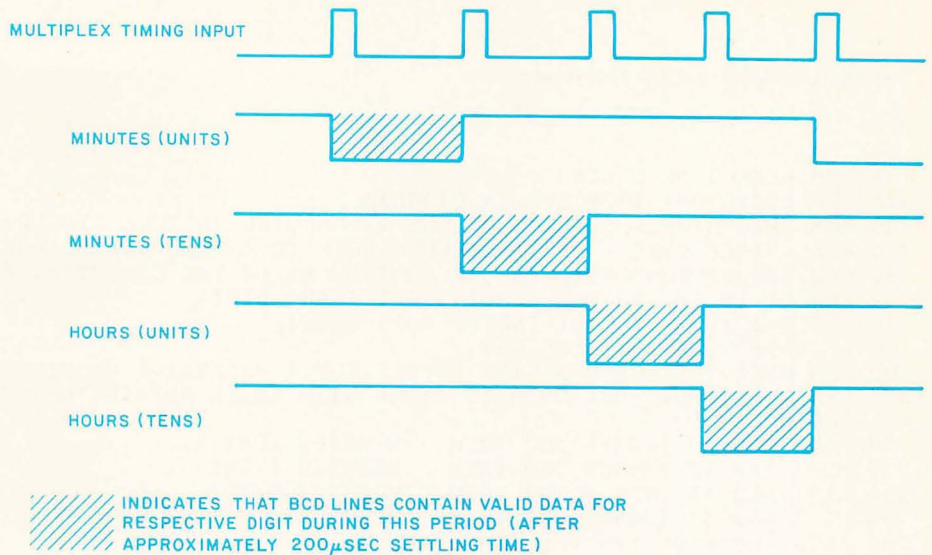 MULTIPLEX TIMING INPUT
MINUTES (UNITS)
MINUTES (TENS)
HOURS (UNITS)
HOURS (TENS)
INDICATES THAT BCD LINES CONTAIN VALID DATA FOR
RESPECTIVE DIGIT DURING THIS PERIOD (AFTER
APPROXIMATELY 200μSEC SETTLING TIME)